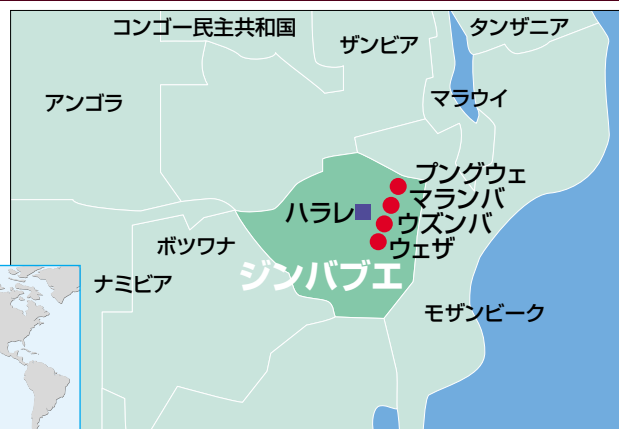 コンゴー民主共和国
タンザニア
ザンビア
アンゴラ
マラウイ
プングウェ
マランバ
ハラレ
ウズンバ
ウェザ
ボツワナ
ジンバブエ
ナミビア
モザンビーク